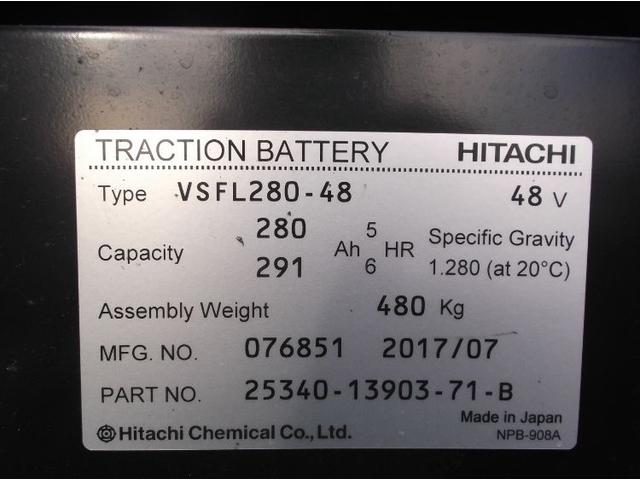 TRACTION BATTERY HITACHI
Type VSFL280-48 48 V
Capacity 280 Ah 5 HR Specific Gravity
291 6 1.280 (at 20°C)
Assembly Weight 480 Kg
MFG. NO. 076851 2017/07
PART NO. 25340-13903-71-B
Made in Japan
Hitachi Chemical Co., Ltd. NPB-908A